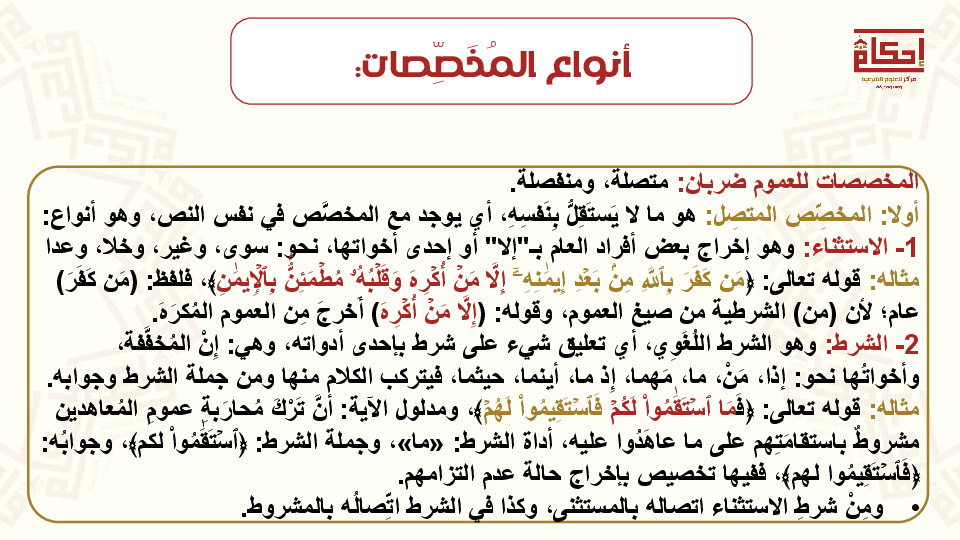 إحكام
مركز للعلوم الشرعية
أنواع المُخَصِّصات:
المخصصات للعموم ضربان: متصلة، ومنفصلة.
أولا: المخصِّص المتصِل: هو ما لا يَستَقِلُّ بِنَفسِهِ، أي يوجد مع المخصَّص في نفس النص، وهو أنواع:
1- الاستثناء: وهو إخراج بعض أفراد العام بـ"إلا" أو إحدى أخواتها، نحو: سوى، وغير، وخلا، وعدا
مثاله: قوله تعالى: ﴿مَن كَفَرَ بِٱللَّهِ مِنۢ بَعۡدِ إِيمَٰنِهِۦٓ إِلَّا مَنۡ أُكۡرِهَ وَقَلۡبُهُۥ مُطۡمَئِنُّۢ بِٱلۡإِيمَٰنِ﴾، فلفظ: (مَن كَفَرَ)
عام؛ لأن (من) الشرطية من صيغ العموم، وقوله: (إِلَّا مَنۡ أُكۡرِهَ) أخرجَ مِن العموم المُكرَهَ.
2- الشرط: وهو الشرط اللُغَوِي، أي تعليق شيء على شرط بإحدى أدواته، وهي: إنْ المُخفَّفة،
وأخواتُها نحو: إذا، مَنْ، ما، مَهما، إذ ما، أينما، حيثما، فيتركب الكلام منها ومن جملة الشرط وجوابه.
مثاله: قوله تعالى: ﴿فَمَا ٱسۡتَقَٰمُواْ لَكُمۡ فَٱسۡتَقِيمُواْ لَهُمۡ﴾، ومدلول الآية: أنَّ تَرْكَ مُحارَبةِ عمومِ المُعاهدين
مشروطٌ باستقامَتِهم على ما عاهَدُوا عليه، أداة الشرط: «ما»، وجملة الشرط: ﴿ٱسۡتَقَٰمُواْ لكم﴾، وجوابُه:
﴿فَٱسۡتَقِيمُوا لهم﴾، ففيها تخصيص بإخراج حالة عدم التزامهم.
• ومِنْ شرطِ الاستثناء اتصاله بالمستثنى، وكذا في الشرط اتِّصالُه بالمشروط.